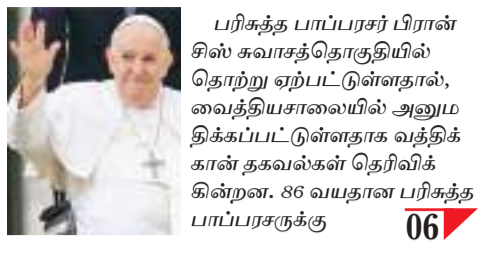 பரிசுத்த பாப்பரசர் பிரான்
சிஸ் சுவாசத்தொகுதியில்
தொற்று ஏற்பட்டுள்ளதால்,
வைத்தியசாலையில் அனும
திக்கப்பட்டுள்ளதாக வத்திக்
கான் தகவல்கள் தெரிவிக்
கின்றன. 86 வயதான பரிசுத்த
பாப்பரசருக்கு
06